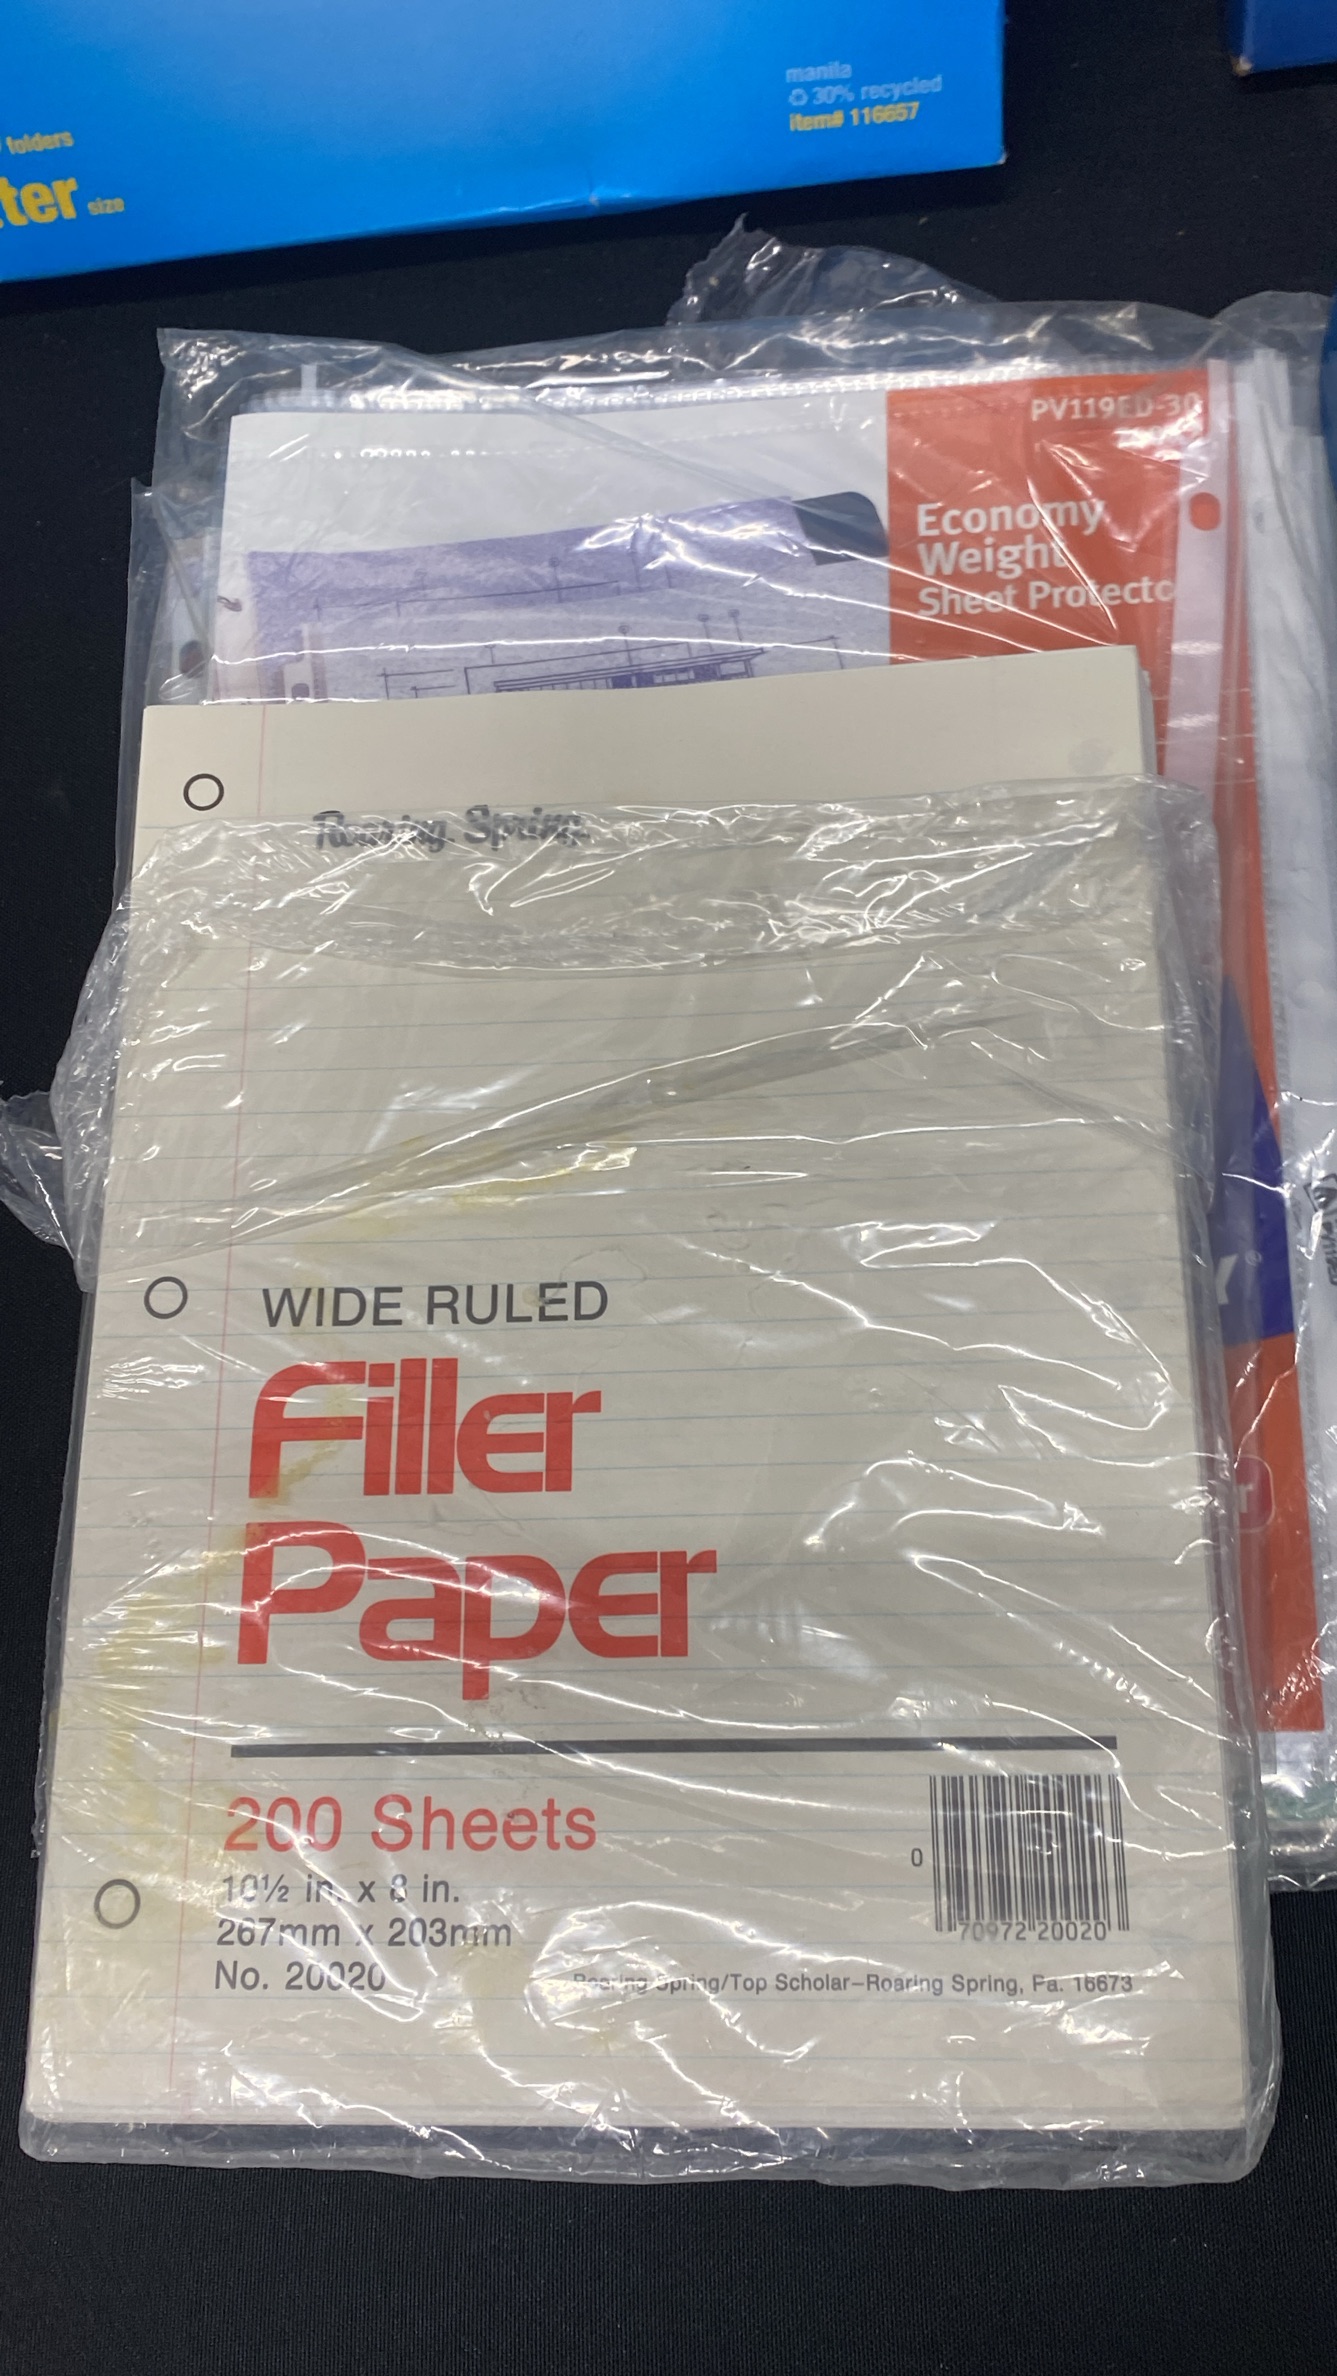 manila
30% recycled
item# 116657
folders
tter size
PV119ED-30
Economy
Weight
Sheet Protecto
Roaring Spring
Y®
r
WIDE RULED
Filler
Paper
200 Sheets
10½ in. x 8 in.
267mm x 203mm
No. 20020
0 70972 20020
Roaring Spring/Top Scholar–Roaring Spring, Pa. 16673